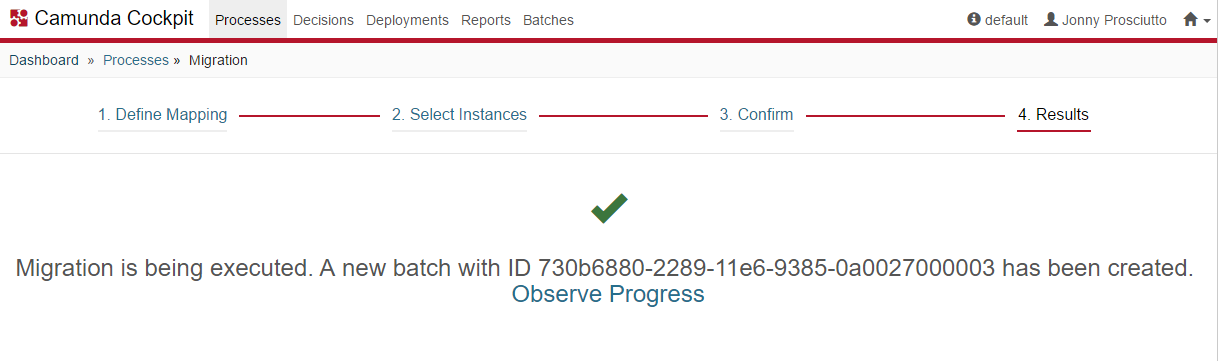 Camunda Cockpit Processes Decisions Deployments Reports Batches default Jonny Prosciutto
Dashboard » Processes » Migration
1. Define Mapping 2. Select Instances 3. Confirm 4. Results
Migration is being executed. A new batch with ID 730b6880-2289-11e6-9385-0a0027000003 has been created.
Observe Progress